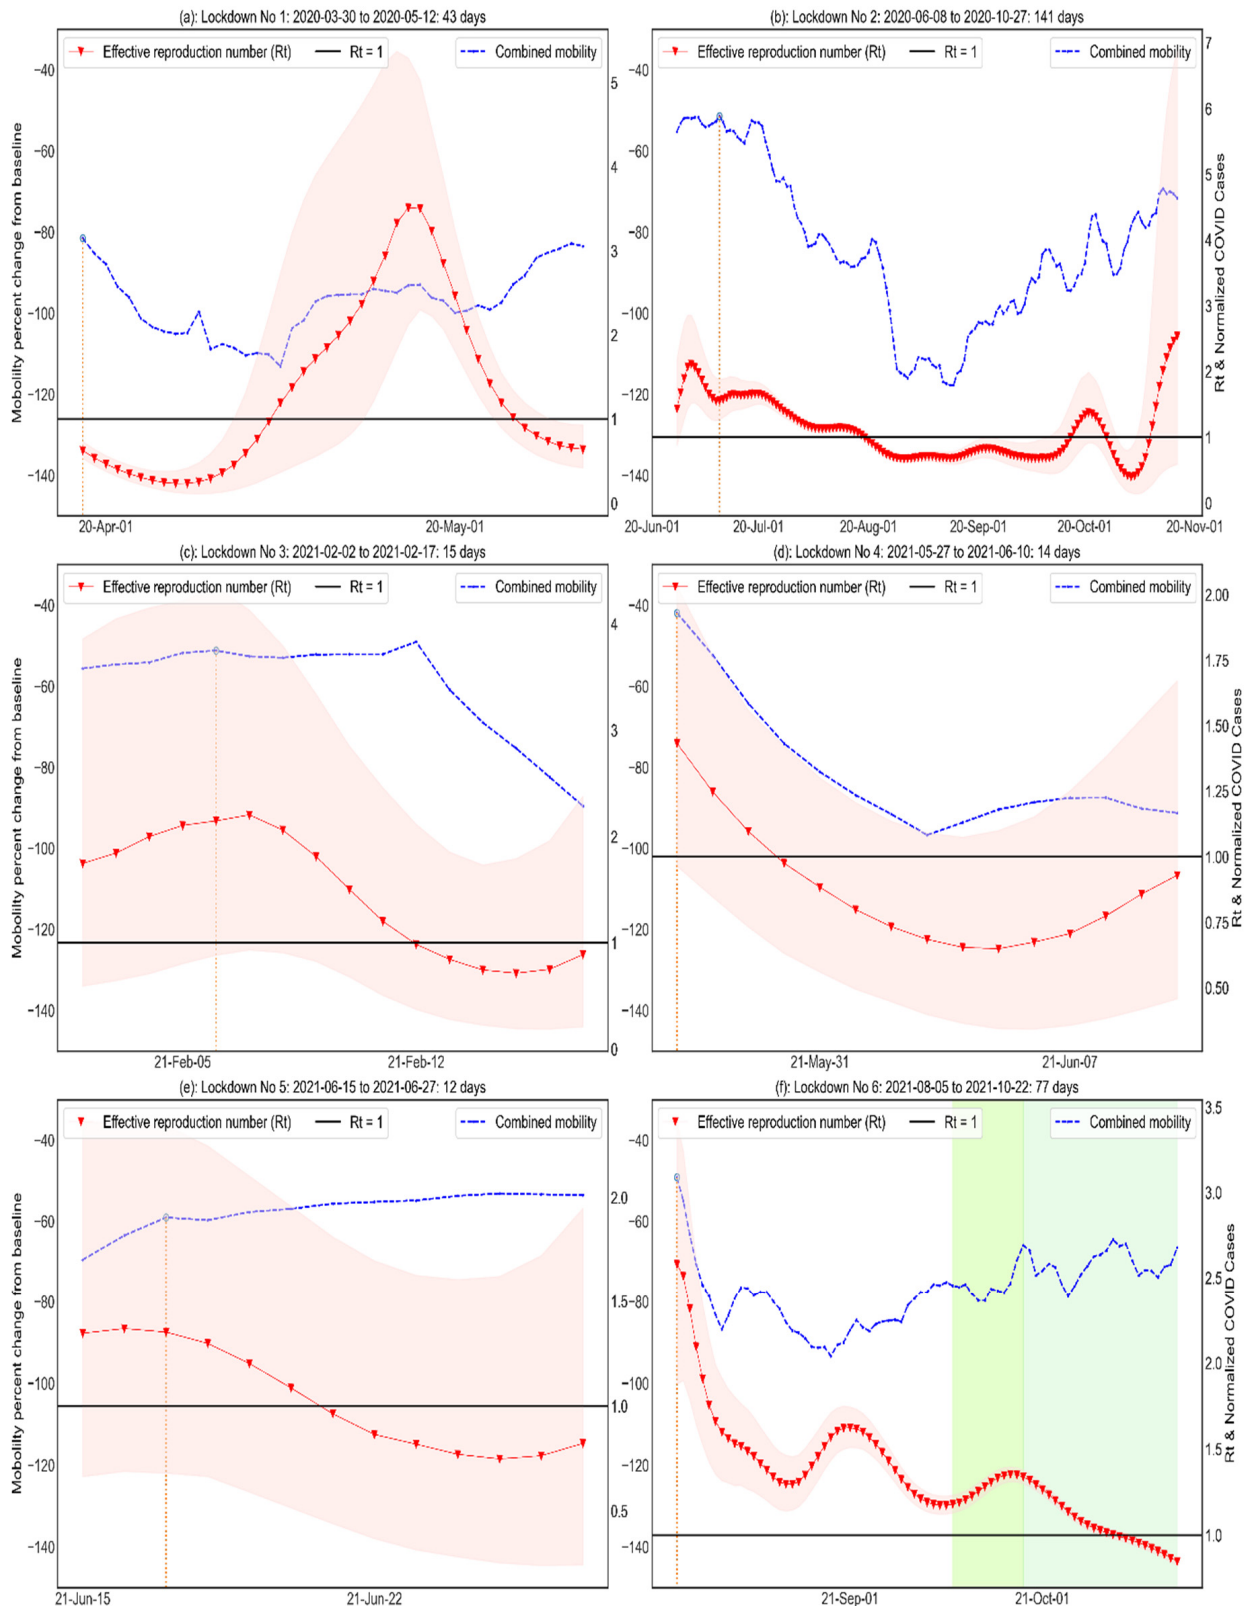 (a): Lockdown No 1: 2020-03-30 to 2020-05-12: 43 days
Effective reproduction number (Rt)
Rt = 1
Combined mobility
Mobolility percent change from baseline
−40
−60
−80
−100
−120
−140
5
4
3
2
1
0
20-Apr-01
20-May-01
(b): Lockdown No 2: 2020-06-08 to 2020-10-27: 141 days
Effective reproduction number (Rt)
Rt = 1
Combined mobility
−40
−60
−80
−100
−120
−140
7
6
5
4
3
2
1
0
Rt & Normalized COVID Cases
20-Jun-01
20-Jul-01
20-Aug-01
20-Sep-01
20-Oct-01
20-Nov-01
(c): Lockdown No 3: 2021-02-02 to 2021-02-17: 15 days
Effective reproduction number (Rt)
Rt = 1
Combined mobility
Mobolility percent change from baseline
−40
−60
−80
−100
−120
−140
4
3
2
1
0
21-Feb-05
21-Feb-12
(d): Lockdown No 4: 2021-05-27 to 2021-06-10: 14 days
Effective reproduction number (Rt)
Rt = 1
Combined mobility
−40
−60
−80
−100
−120
−140
2.00
1.75
1.50
1.25
1.00
0.75
0.50
Rt & Normalized COVID Cases
21-May-31
21-Jun-07
(e): Lockdown No 5: 2021-06-15 to 2021-06-27: 12 days
Effective reproduction number (Rt)
Rt = 1
Combined mobility
Mobolility percent change from baseline
−40
−60
−80
−100
−120
−140
2.0
1.5
1.0
0.5
21-Jun-15
21-Jun-22
(f): Lockdown No 6: 2021-08-05 to 2021-10-22: 77 days
Effective reproduction number (Rt)
Rt = 1
Combined mobility
−40
−60
−80
−100
−120
−140
3.5
3.0
2.5
2.0
1.5
1.0
Rt & Normalized COVID Cases
21-Sep-01
21-Oct-01